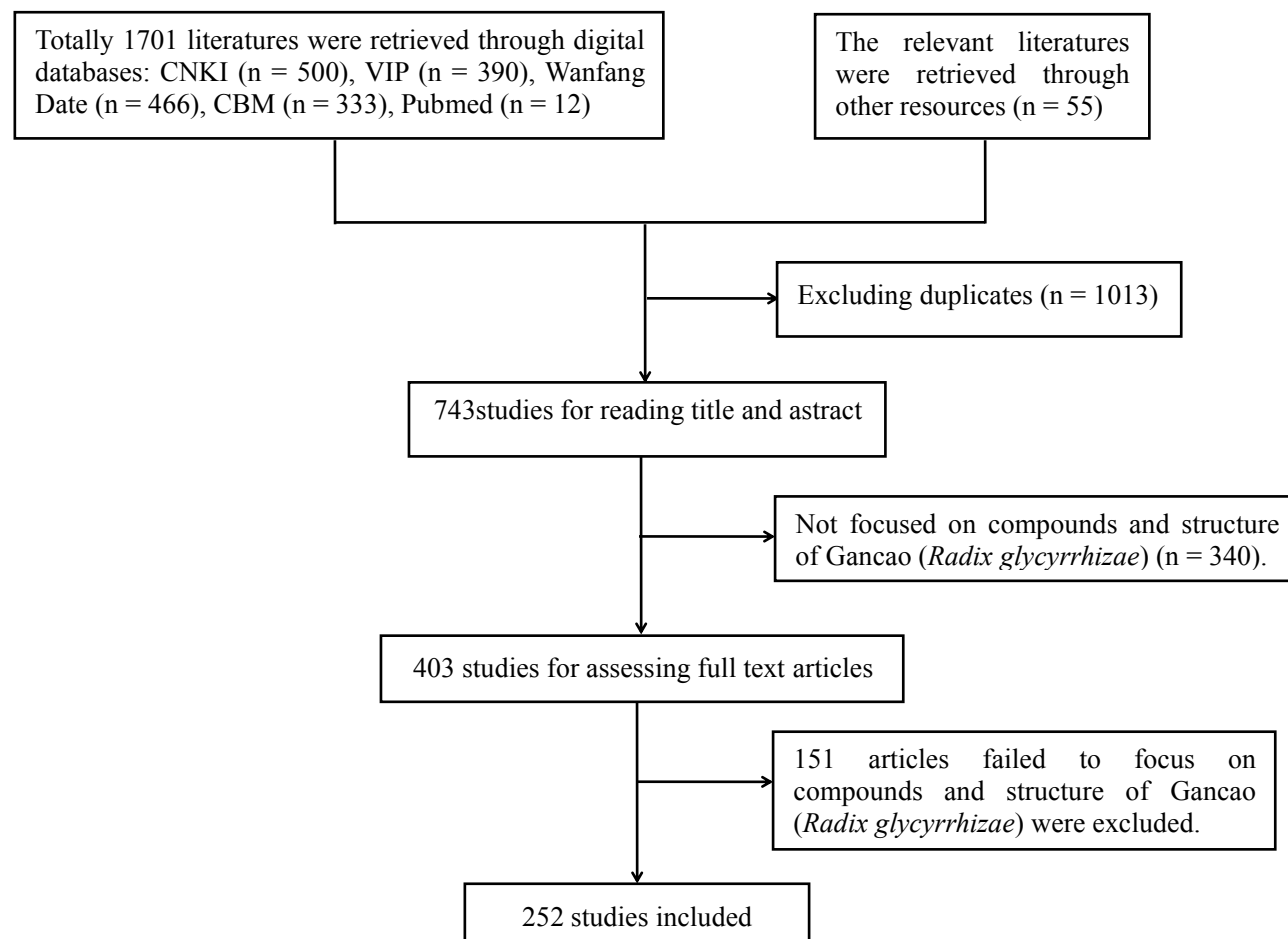 Totally 1701 literatures were retrieved through digital
databases: CNKI (n = 500), VIP (n = 390), Wanfang
Date (n = 466), CBM (n = 333), Pubmed (n = 12)
The relevant literatures
were retrieved through
other resources (n = 55)
Excluding duplicates (n = 1013)
743studies for reading title and astract
Not focused on compounds and structure
of Gancao (Radix glycyrrhizae) (n = 340).
403 studies for assessing full text articles
151 articles failed to focus on
compounds and structure of Gancao
(Radix glycyrrhizae) were excluded.
252 studies included